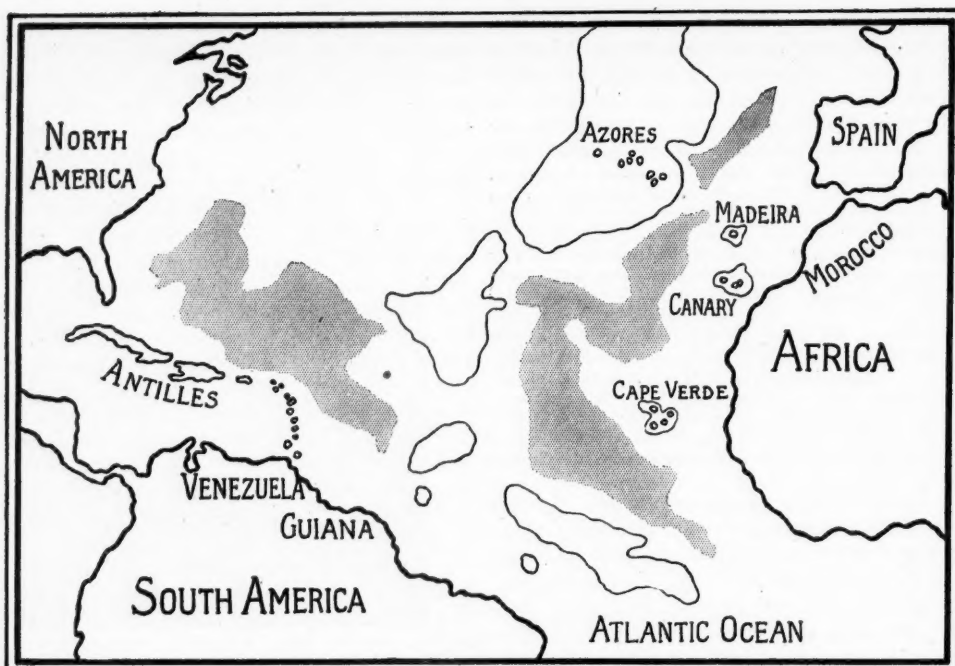 NORTH
AMERICA
AZORES
SPAIN
MADEIRA
MOROCCO
CANARY
AFRICA
ANTILLES
CAPE VERDE
VENEZUELA
GUIANA
SOUTH AMERICA
ATLANTIC OCEAN